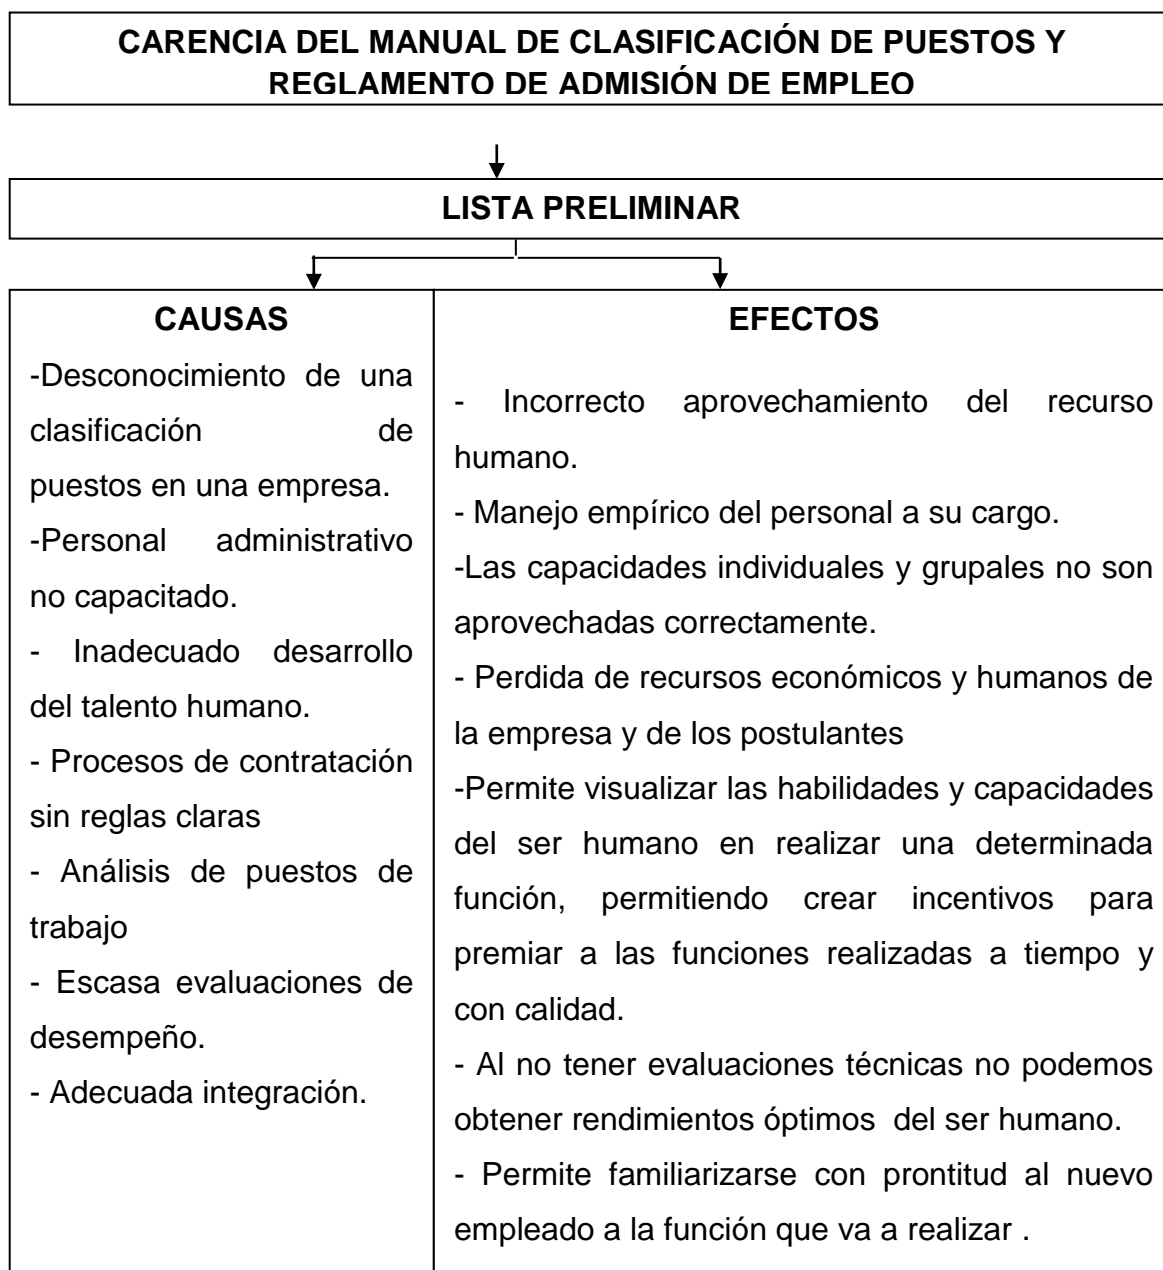 CARENCIA DEL MANUAL DE CLASIFICACIÓN DE PUESTOS Y
REGLAMENTO DE ADMISIÓN DE EMPLEO
LISTA PRELIMINAR
CAUSAS
-Desconocimiento de una
clasificación de
puestos en una empresa.
-Personal administrativo
no capacitado.
- Inadecuado desarrollo
del talento humano.
- Procesos de contratación
sin reglas claras
- Análisis de puestos de
trabajo
- Escasa evaluaciones de
desempeño.
- Adecuada integración.
EFECTOS
- Incorrecto aprovechamiento del recurso
humano.
- Manejo empírico del personal a su cargo.
-Las capacidades individuales y grupales no son
aprovechadas correctamente.
- Perdida de recursos económicos y humanos de
la empresa y de los postulantes
-Permite visualizar las habilidades y capacidades
del ser humano en realizar una determinada
función, permitiendo crear incentivos para
premiar a las funciones realizadas a tiempo y
con calidad.
- Al no tener evaluaciones técnicas no podemos
obtener rendimientos óptimos del ser humano.
- Permite familiarizarse con prontitud al nuevo
empleado a la función que va a realizar .